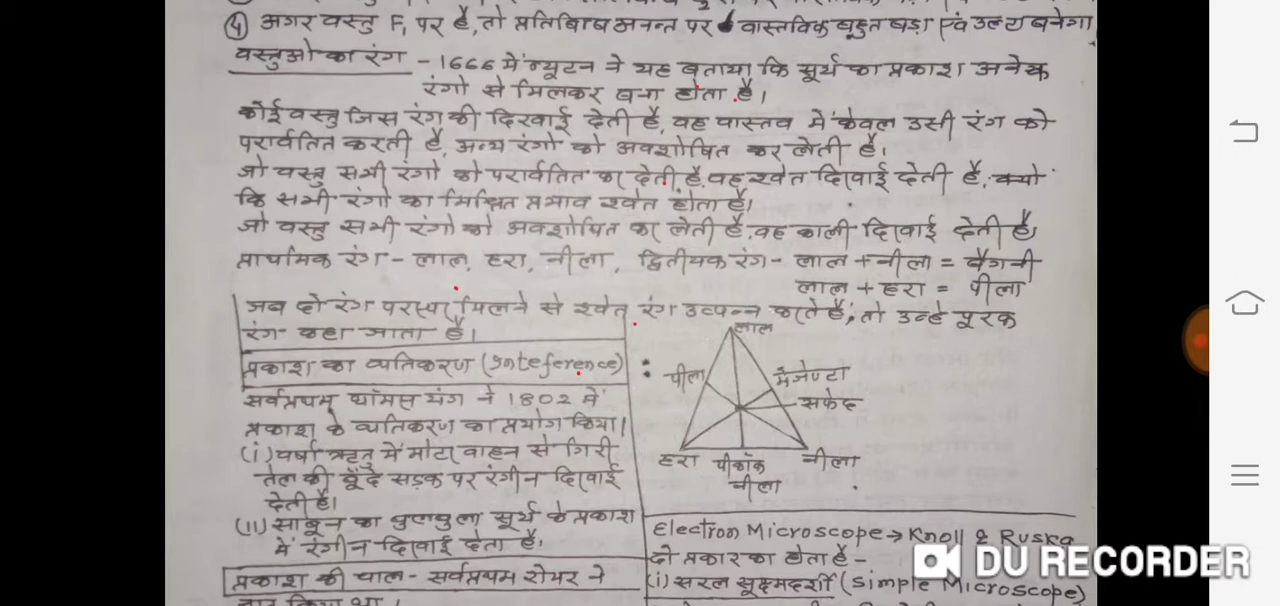 ④ अगर वस्तु F₁ पर है, तो प्रतिबिंब अनन्त पर वास्तविक बहुत बड़ा एवं उल्टा बनेगा
वस्तुओ का रंग - 1666 में न्यूटन ने यह बताया कि सूर्य का प्रकाश अनेक
रंगो से मिलकर बना होता है।
कोई वस्तु जिस रंग की दिखाई देती है, वह वास्तव में केवल उसी रंग को
परावर्तित करती है, अन्य रंगो को अवशोषित कर लेती है।
जो वस्तु सभी रंगो को परावर्तित कर देती है, वह श्वेत दिखाई देती है, क्यो
कि सभी रंगो का मिश्रित प्रभाव श्वेत होता है।
जो वस्तु सभी रंगो को अवशोषित कर लेती है, वह काली दिखाई देती है।
प्राथमिक रंग - लाल, हरा, नीला, द्वितीयक रंग - लाल + नीला = बैगनी
लाल + हरा = पीला
जब दो रंग परस्पर मिलने से श्वेत रंग उत्पन्न करते है, तो उन्हे पूरक
रंग कहा जाता है।
प्रकाश का व्यतिकरण (Inteference) :
सर्वप्रथम थॉमस यंग ने 1802 में
प्रकाश के व्यतिकरण का प्रयोग किया।
(i) वर्षा ऋतु में मोटर वाहन से गिरी
तेल की बूँदे सड़क पर रंगीन दिखाई
देती है।
(ii) साबुन का बुलबुला सूर्य के प्रकाश
में रंगीन दिखाई देता है।
प्रकाश की चाल - सर्वप्रथम रोमर ने
ज्ञात किया था।
लाल
पीला
मैजेण्टा
सफेद
हरा
पीकॉक
नीला
नीला
Electron Microscope → Knoll & Ruska
दो प्रकार का होता है -
(i) सरल सूक्ष्मदर्शी (Simple Microscope)
DU RECORDER